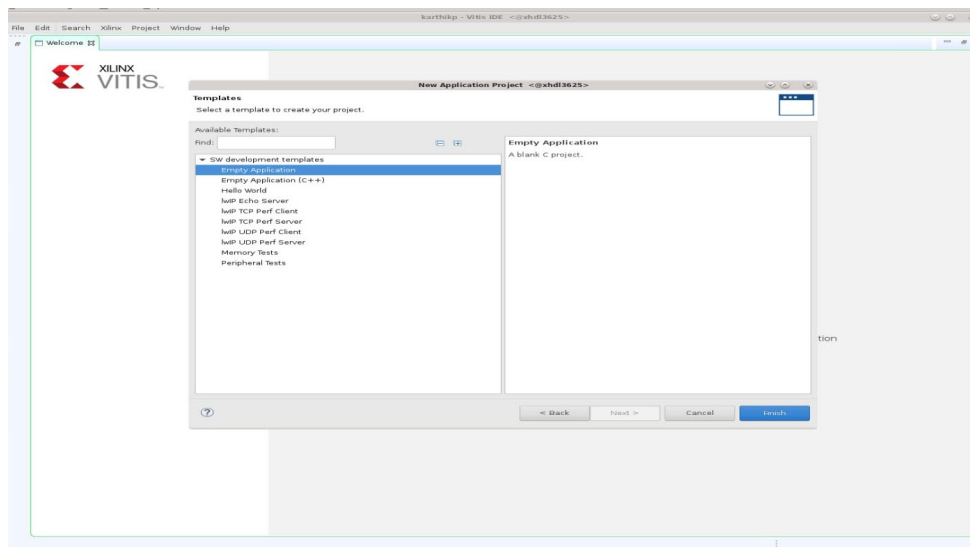 karthikp - Vitis IDE <@xhdl3625>
File Edit Search Xilinx Project Window Help
Welcome
XILINX
VITIS
New Application Project <@xhdl3625>
Templates
Select a template to create your project.
Available Templates:
Find:
SW development templates
Empty Application
Empty Application (C++)
Hello World
lwIP Echo Server
lwIP TCP Perf Client
lwIP TCP Perf Server
lwIP UDP Perf Client
lwIP UDP Perf Server
Memory Tests
Peripheral Tests
Empty Application
A blank C project.
tion
?
< Back Next > Cancel Finish